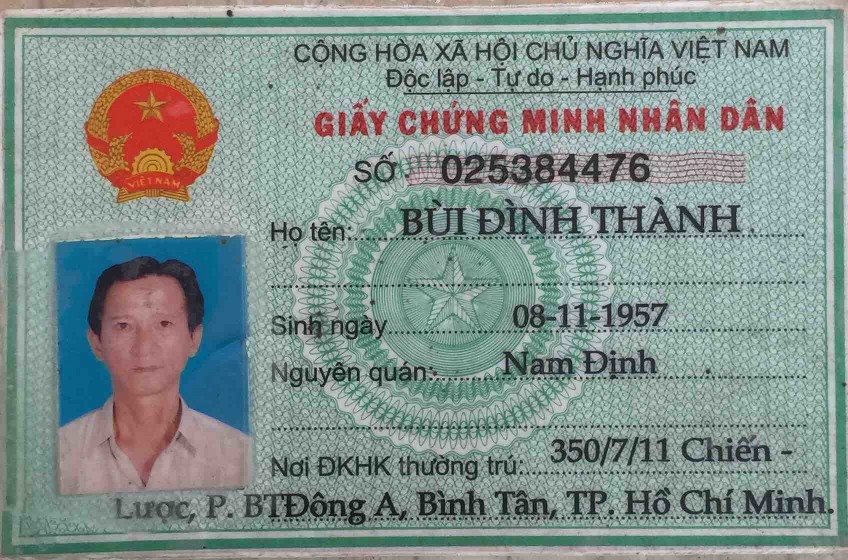 CỘNG HÒA XÃ HỘI CHỦ NGHĨA VIỆT NAM
Độc lập - Tự do - Hạnh phúc
GIẤY CHỨNG MINH NHÂN DÂN
SỐ 025384476
VIỆT NAM
Họ tên: BÙI ĐÌNH THÀNH
Sinh ngày 08-11-1957
Nguyên quán: Nam Định
Nơi ĐKHK thường trú: 350/7/11 Chiến -
Lược, P. BTĐông A, Bình Tân, TP. Hồ Chí Minh.